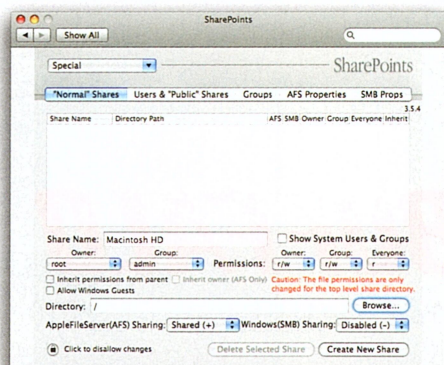 SharePoints
Show All
Special
SharePoints
"Normal" Shares Users & "Public" Shares Groups AFS Properties SMB Props
3.5.4
Share Name Directory Path AFS SMB Owner Group Everyone Inherit
Share Name: Macintosh HD Show System Users & Groups
Owner: Group: Owner: Group: Everyone:
root admin Permissions: r/w r/w r
Inherit permissions from parent Inherit owner (AFS Only) Caution: The file permissions are only
changed for the top level share directory.
Allow Windows Guests
Directory: / Browse...
AppleFileServer(AFS) Sharing: Shared (+) Windows(SMB) Sharing: Disabled (-)
Click to disallow changes Delete Selected Share Create New Share